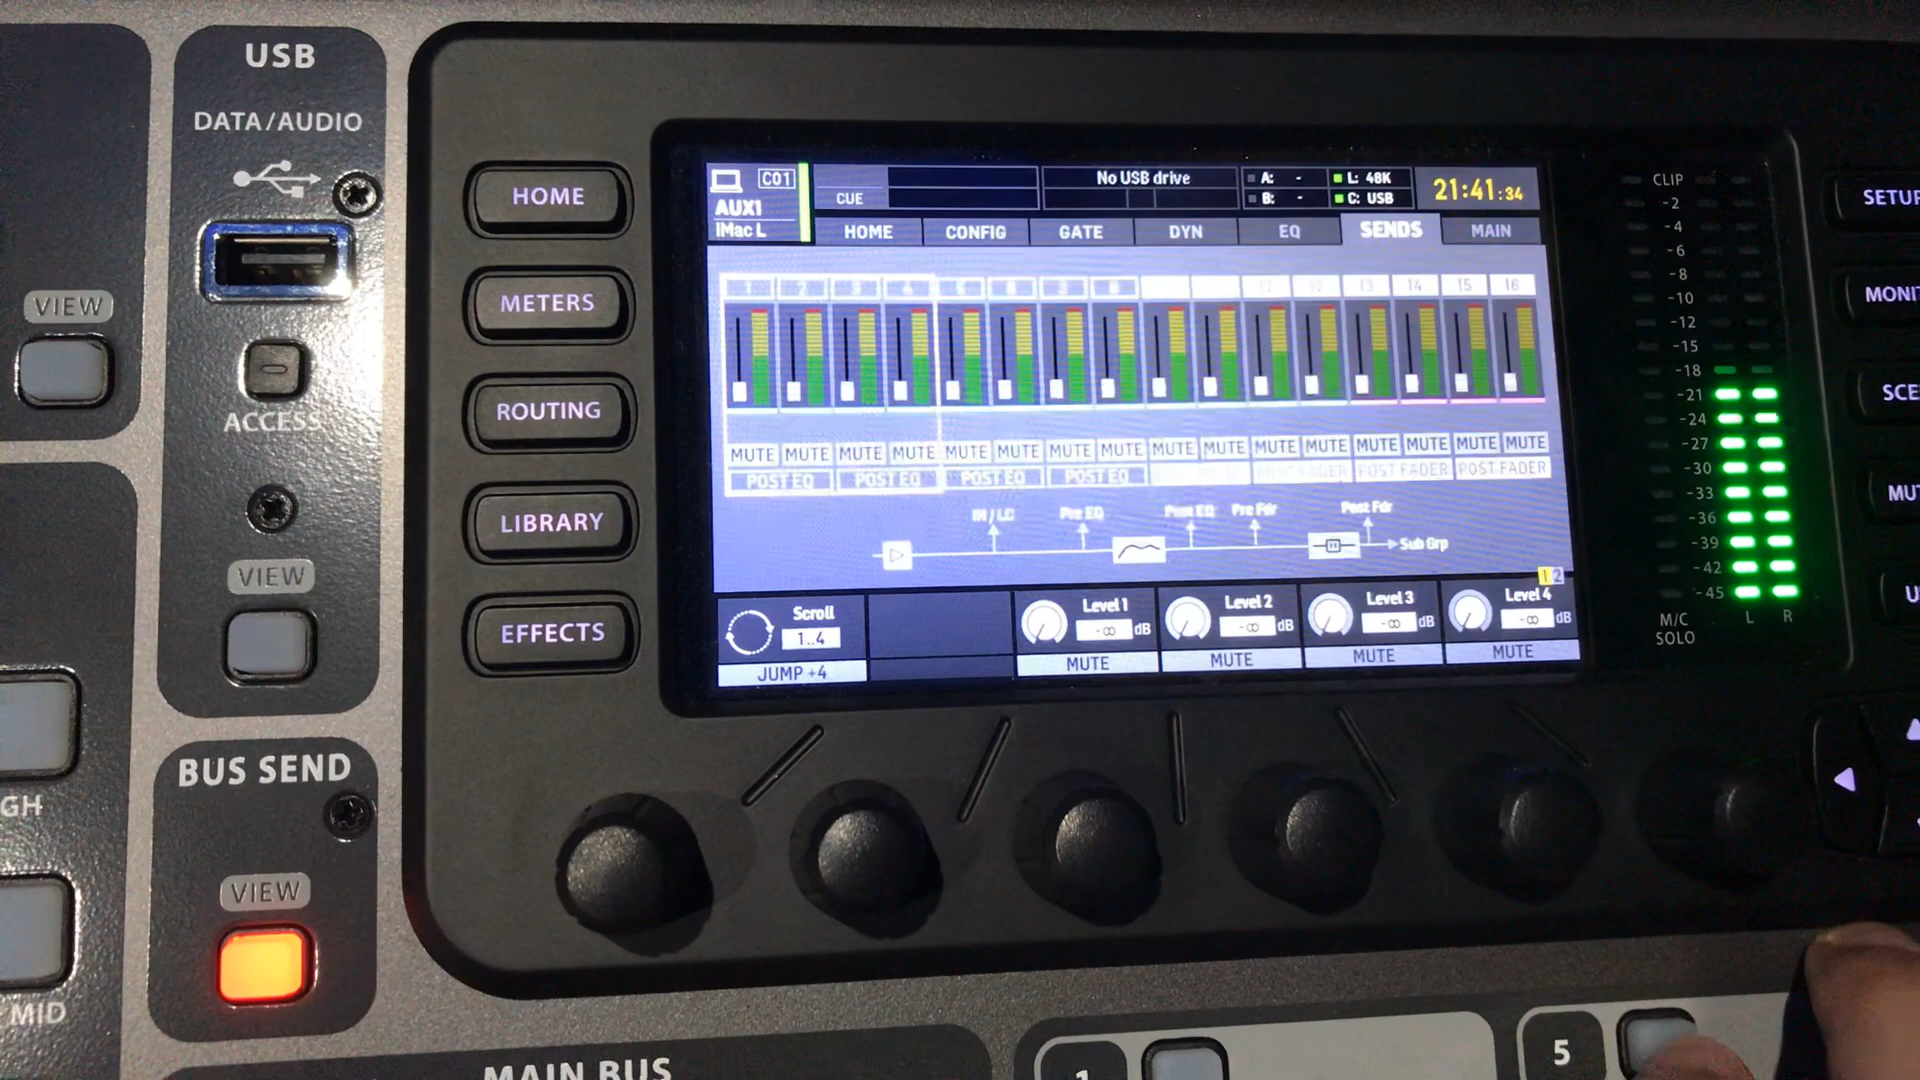 USB
DATA/AUDIO
VIEW
ACCESS
VIEW
GH
BUS SEND
VIEW
MID
MAIN BUS
HOME
METERS
ROUTING
LIBRARY
EFFECTS
C01
AUX1
iMac L
CUE
No USB drive
A: -
B: -
L: 48K
C: USB
21:41:34
HOME CONFIG GATE DYN EQ SENDS MAIN
13 14 15 16
MUTE MUTE MUTE MUTE MUTE MUTE MUTE MUTE MUTE MUTE MUTE MUTE MUTE MUTE MUTE MUTE
POST EQ POST EQ POST EQ POST EQ POST FADER POST FADER POST FADER
IN / LC Pre EQ Post EQ Pre Fdr Post Fdr
Sub Grp
1 2
Scroll
1..4
JUMP +4
Level 1
-∞ dB
MUTE
Level 2
-∞ dB
MUTE
Level 3
-∞ dB
MUTE
Level 4
-∞ dB
MUTE
CLIP
-2
-4
-6
-8
-10
-12
-15
-18
-21
-24
-27
-30
-33
-36
-39
-42
-45
M/C
SOLO
L R
SETUP
MONIT
SCE
MUT
U
1
5